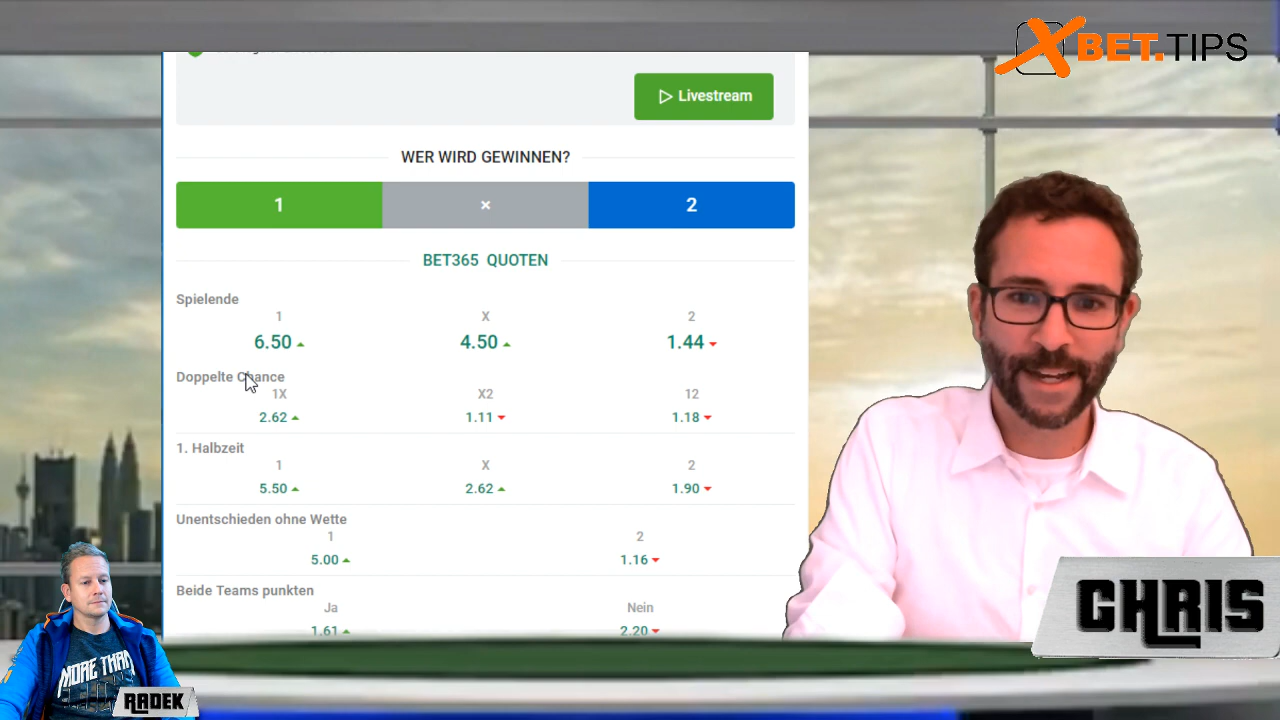 XBET.TIPS
Livestream
WER WIRD GEWINNEN?
1 × 2
BET365 QUOTEN
Spielende
1 X 2
6.50 4.50 1.44
Doppelte Chance
1X X2 12
2.62 1.11 1.18
1. Halbzeit
1 X 2
5.50 2.62 1.90
Unentschieden ohne Wette
1 2
5.00 1.16
Beide Teams punkten
Ja Nein
1.61 2.20
CHRIS
MORE THAN
RADEK